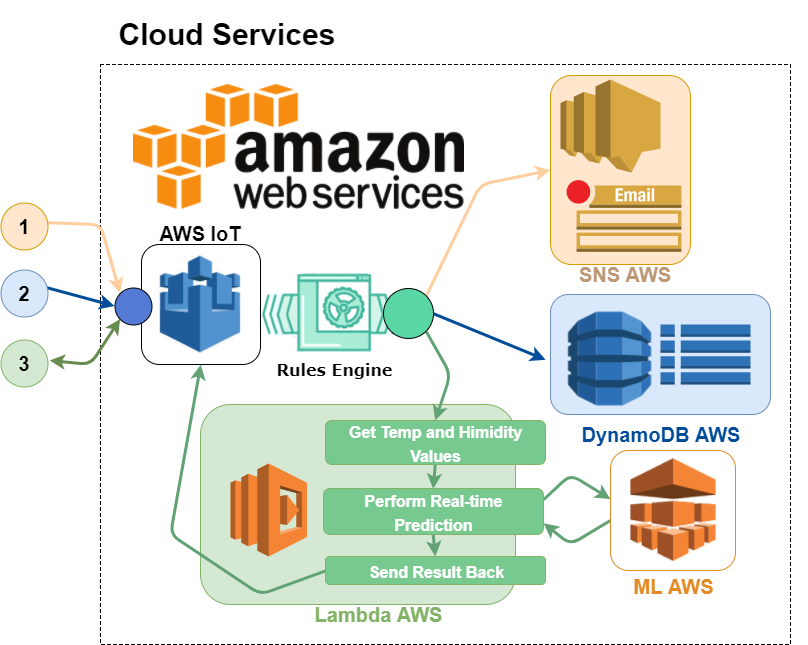 Cloud Services
amazon
web services
1
2
3
AWS IoT
Rules Engine
Email
SNS AWS
DynamoDB AWS
Get Temp and Himidity
Values
Perform Real-time
Prediction
Send Result Back
Lambda AWS
ML AWS